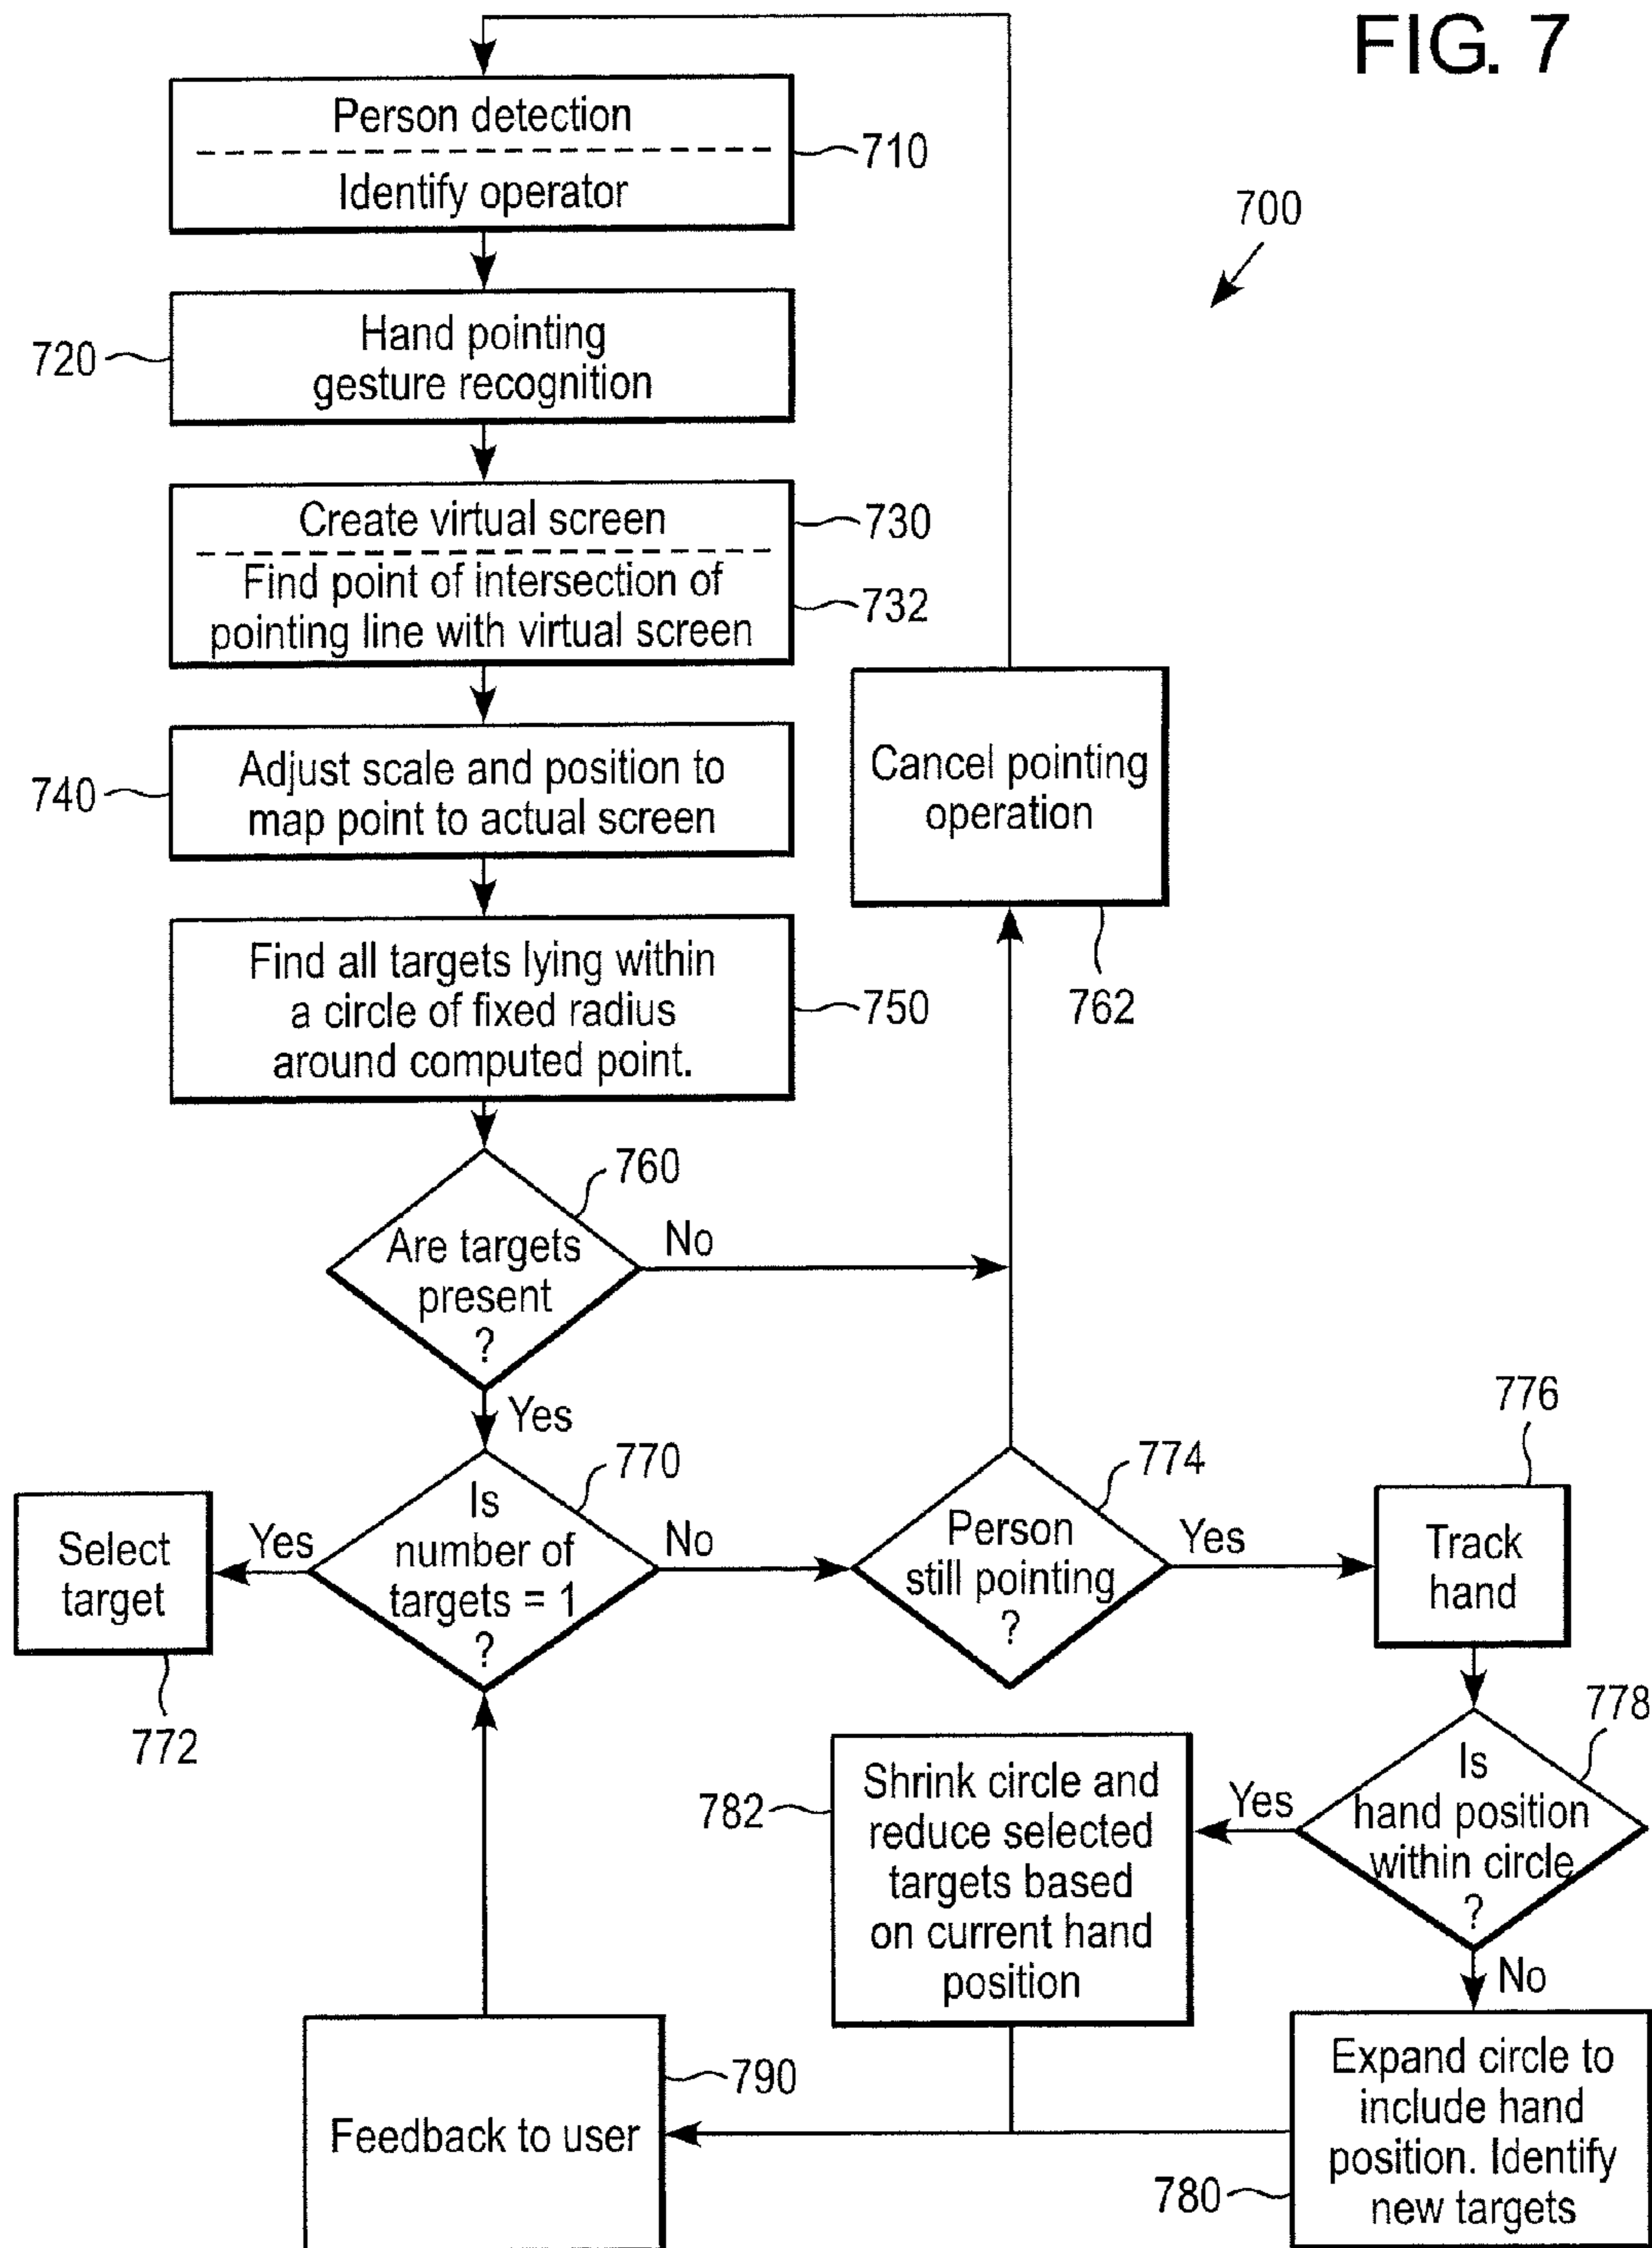 FIG. 7
Person detection
710
Identify operator
700
Hand pointing
gesture recognition
720
Create virtual screen
730
Find point of intersection of
pointing line with virtual screen
732
Adjust scale and position to
map point to actual screen
740
Cancel pointing
operation
762
Find all targets lying within
a circle of fixed radius
around computed point.
750
760
Are targets
present
?
No
Yes
770
Is
number of
targets = 1
?
Yes
Select
target
772
No
774
Person
still pointing
?
Yes
776
Track
hand
778
Is
hand position
within circle
?
Yes
782
Shrink circle and
reduce selected
targets based
on current hand
position
No
Expand circle to
include hand
position. Identify
new targets
780
790
Feedback to user